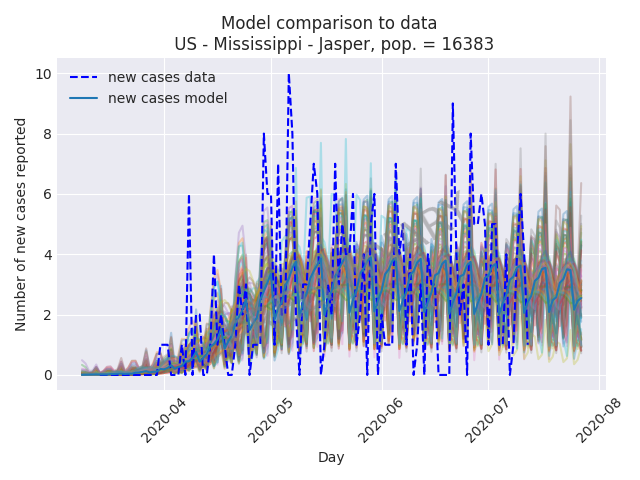 Model comparison to data
US - Mississippi - Jasper, pop. = 16383
new cases data
new cases model
Number of new cases reported
10
8
6
4
2
0
2020-04
2020-05
2020-06
2020-07
2020-08
Day